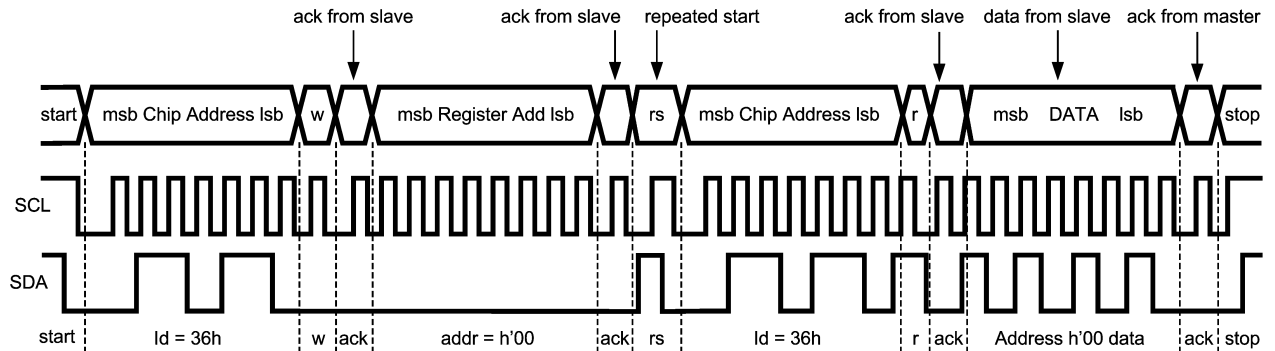 ack from slave ack from slave repeated start ack from slave data from slave ack from master
start msb Chip Address lsb w msb Register Add lsb rs msb Chip Address lsb r msb DATA lsb stop
SCL
SDA
start Id = 36h w ack addr = h'00 ack rs Id = 36h r ack Address h'00 data ack stop